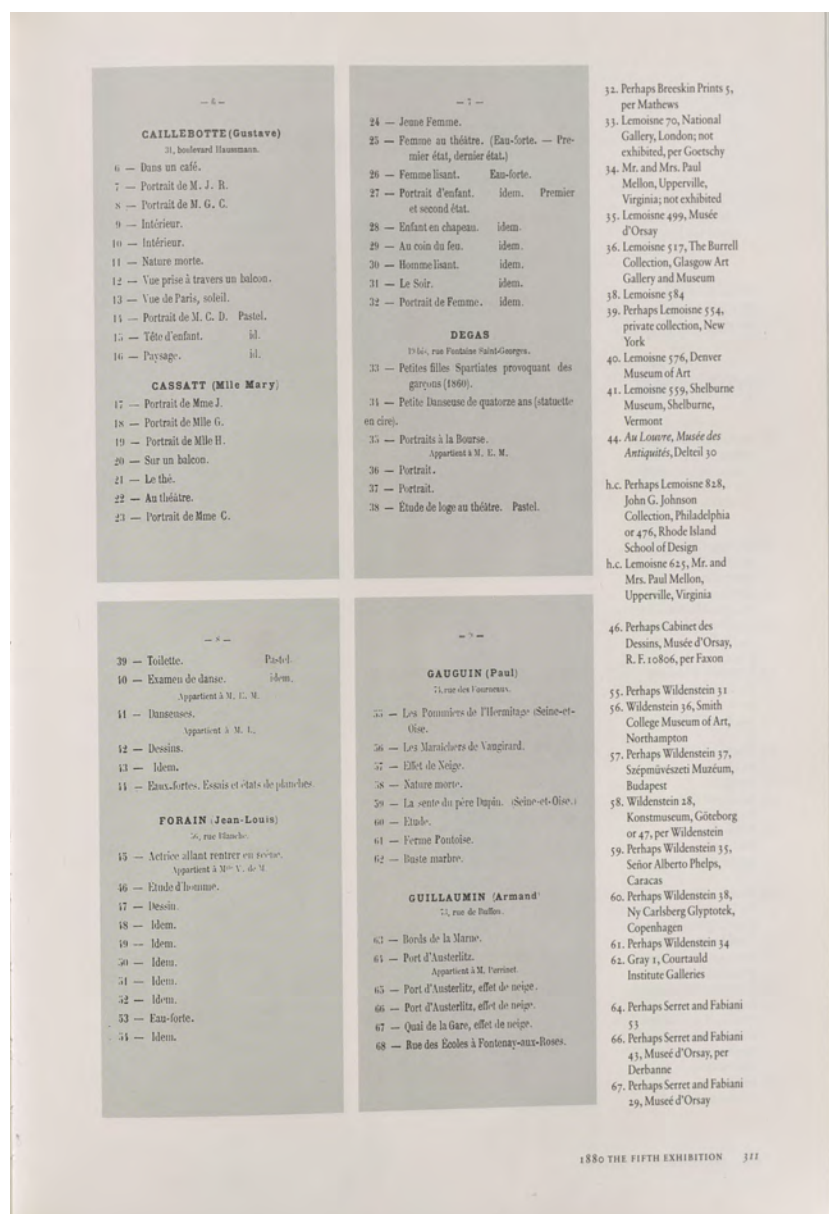 — 6 —
CAILLEBOTTE (Gustave)
31, boulevard Haussmann.
6 — Dans un café.
7 — Portrait de M. J. R.
8 — Portrait de M. G. C.
9 — Intérieur.
10 — Intérieur.
11 — Nature morte.
12 — Vue prise à travers un balcon.
13 — Vue de Paris, soleil.
14 — Portrait de M. C. D. Pastel.
15 — Tête d'enfant. id.
16 — Paysage. id.
CASSATT (Mlle Mary)
17 — Portrait de Mme J.
18 — Portrait de Mlle G.
19 — Portrait de Mlle H.
20 — Sur un balcon.
21 — Le thé.
22 — Au théâtre.
23 — Portrait de Mme C.
— 7 —
24 — Jeune Femme.
25 — Femme au théâtre. (Eau-forte. — Pre-
mier état, dernier état.)
26 — Femme lisant. Eau-forte.
27 — Portrait d'enfant. idem. Premier
et second état.
28 — Enfant en chapeau. idem.
29 — Au coin du feu. idem.
30 — Homme lisant. idem.
31 — Le Soir. idem.
32 — Portrait de Femme. idem.
DEGAS
19 bis, rue Fontaine Saint-Georges.
33 — Petites filles Spartiates provoquant des
garçons (1860).
34 — Petite Danseuse de quatorze ans (statuette
en cire).
35 — Portraits à la Bourse.
Appartient à M. E. M.
36 — Portrait.
37 — Portrait.
38 — Etude de loge au théâtre. Pastel.
— 8 —
39 — Toilette. Pastel.
40 — Examen de danse. idem.
Appartient à M. E. M.
41 — Danseuses.
Appartient à M. L.
42 — Dessins.
43 — Idem.
44 — Eaux-fortes. Essais et états de planches.
FORAIN (Jean-Louis)
rue Blanche.
45 — Actrice allant rentrer en scène.
Appartient à Mme V. de M
46 — Etude d'homme.
47 — Dessin.
48 — Idem.
49 — Idem.
50 — Idem.
51 — Idem.
52 — Idem.
53 — Eau-forte.
54 — Idem.
— 9 —
GAUGUIN (Paul)
74, rue des Fourneaux.
55 — Les Pommiers de l'Hermitage (Seine-et-
Oise.
56 — Les Maraîchers de Vaugirard.
57 — Effet de Neige.
58 — Nature morte.
59 — La sente du père Dupin. (Seine-et-Oise.)
60 — Etude.
61 — Ferme Pontoise.
62 — Buste marbre.
GUILLAUMIN (Armand)
73, rue de Buffon.
63 — Bords de la Marne.
64 — Port d'Austerlitz.
Appartient à M. Perrinet.
65 — Port d'Austerlitz, effet de neige.
66 — Port d'Austerlitz, effet de neige.
67 — Quai de la Gare, effet de neige.
68 — Rue des Écoles à Fontenay-aux-Roses.
32. Perhaps Breeskin Prints 5,
per Mathews
33. Lemoisne 70, National
Gallery, London; not
exhibited, per Goetschy
34. Mr. and Mrs. Paul
Mellon, Upperville,
Virginia; not exhibited
35. Lemoisne 499, Musée
d'Orsay
36. Lemoisne 517, The Burrell
Collection, Glasgow Art
Gallery and Museum
38. Lemoisne 584
39. Perhaps Lemoisne 554,
private collection, New
York
40. Lemoisne 576, Denver
Museum of Art
41. Lemoisne 559, Shelburne
Museum, Shelburne,
Vermont
44. Au Louvre, Musée des
Antiquités, Delteil 30
h.c. Perhaps Lemoisne 828,
John G. Johnson
Collection, Philadelphia
or 476, Rhode Island
School of Design
h.c. Lemoisne 625, Mr. and
Mrs. Paul Mellon,
Upperville, Virginia
46. Perhaps Cabinet des
Dessins, Musée d'Orsay,
R. F. 10806, per Faxon
55. Perhaps Wildenstein 31
56. Wildenstein 36, Smith
College Museum of Art,
Northampton
57. Perhaps Wildenstein 37,
Szépmüvészeti Muzéum,
Budapest
58. Wildenstein 28,
Konstmuseum, Göteborg
or 47, per Wildenstein
59. Perhaps Wildenstein 35,
Señor Alberto Phelps,
Caracas
60. Perhaps Wildenstein 38,
Ny Carlsberg Glyptotek,
Copenhagen
61. Perhaps Wildenstein 34
62. Gray 1, Courtauld
Institute Galleries
64. Perhaps Serret and Fabiani
53
66. Perhaps Serret and Fabiani
43, Museé d'Orsay, per
Derbanne
67. Perhaps Serret and Fabiani
29, Museé d'Orsay
1880 THE FIFTH EXHIBITION 311